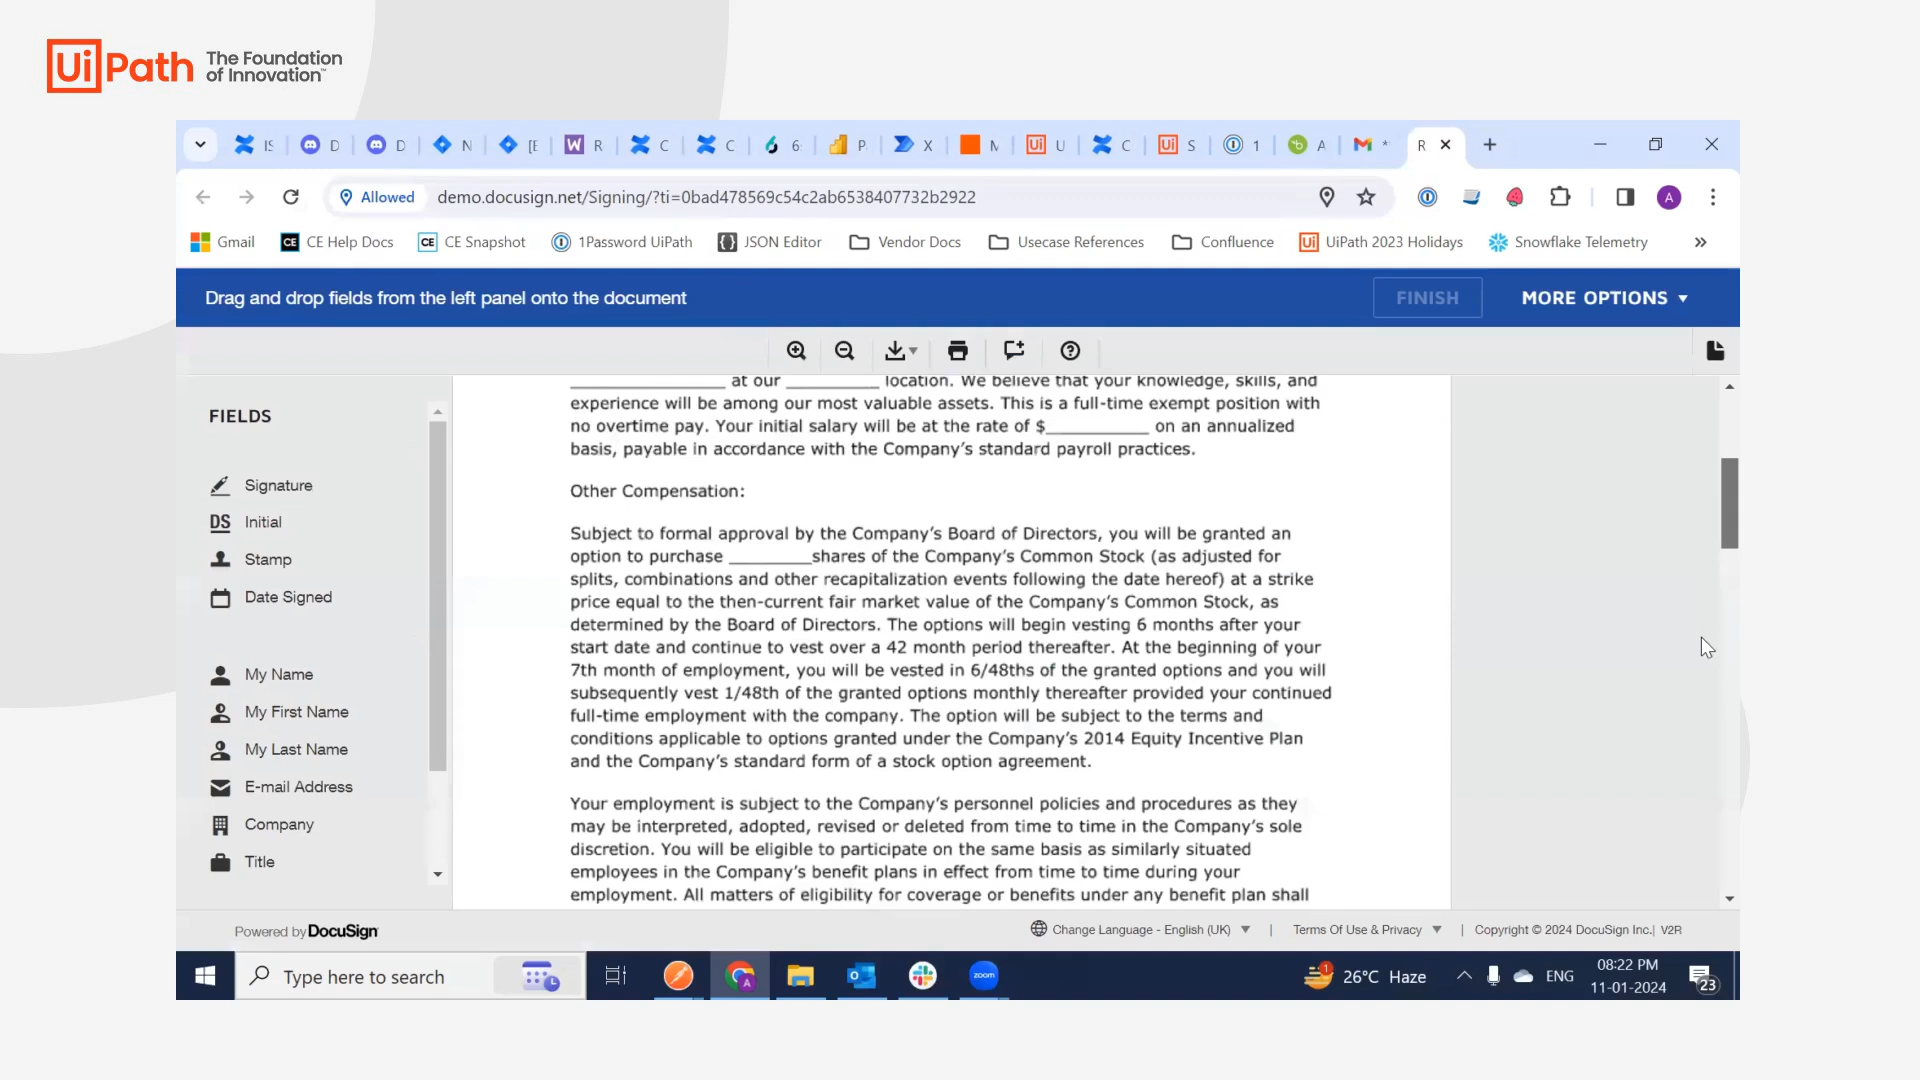 UiPath The Foundation
of Innovation™
IS D D N [E W R C C 6 P X M U C S 1 A * R
Allowed demo.docusign.net/Signing/?ti=0bad478569c54c2ab6538407732b2922 A
Gmail CE Help Docs CE Snapshot 1Password UiPath JSON Editor Vendor Docs Usecase References Confluence UiPath 2023 Holidays Snowflake Telemetry »
Drag and drop fields from the left panel onto the document FINISH MORE OPTIONS
FIELDS
Signature
DS Initial
Stamp
Date Signed
My Name
My First Name
My Last Name
E-mail Address
Company
Title
_______________ at our _________ location. We believe that your knowledge, skills, and
experience will be among our most valuable assets. This is a full-time exempt position with
no overtime pay. Your initial salary will be at the rate of $__________ on an annualized
basis, payable in accordance with the Company's standard payroll practices.
Other Compensation:
Subject to formal approval by the Company's Board of Directors, you will be granted an
option to purchase ________shares of the Company's Common Stock (as adjusted for
splits, combinations and other recapitalization events following the date hereof) at a strike
price equal to the then-current fair market value of the Company's Common Stock, as
determined by the Board of Directors. The options will begin vesting 6 months after your
start date and continue to vest over a 42 month period thereafter. At the beginning of your
7th month of employment, you will be vested in 6/48ths of the granted options and you will
subsequently vest 1/48th of the granted options monthly thereafter provided your continued
full-time employment with the company. The option will be subject to the terms and
conditions applicable to options granted under the Company's 2014 Equity Incentive Plan
and the Company's standard form of a stock option agreement.
Your employment is subject to the Company's personnel policies and procedures as they
may be interpreted, adopted, revised or deleted from time to time in the Company's sole
discretion. You will be eligible to participate on the same basis as similarly situated
employees in the Company's benefit plans in effect from time to time during your
employment. All matters of eligibility for coverage or benefits under any benefit plan shall
Powered by DocuSign Change Language - English (UK) | Terms Of Use & Privacy | Copyright © 2024 DocuSign Inc. | V2R
Type here to search zoom 1 26°C Haze ENG 08:22 PM
11-01-2024 23